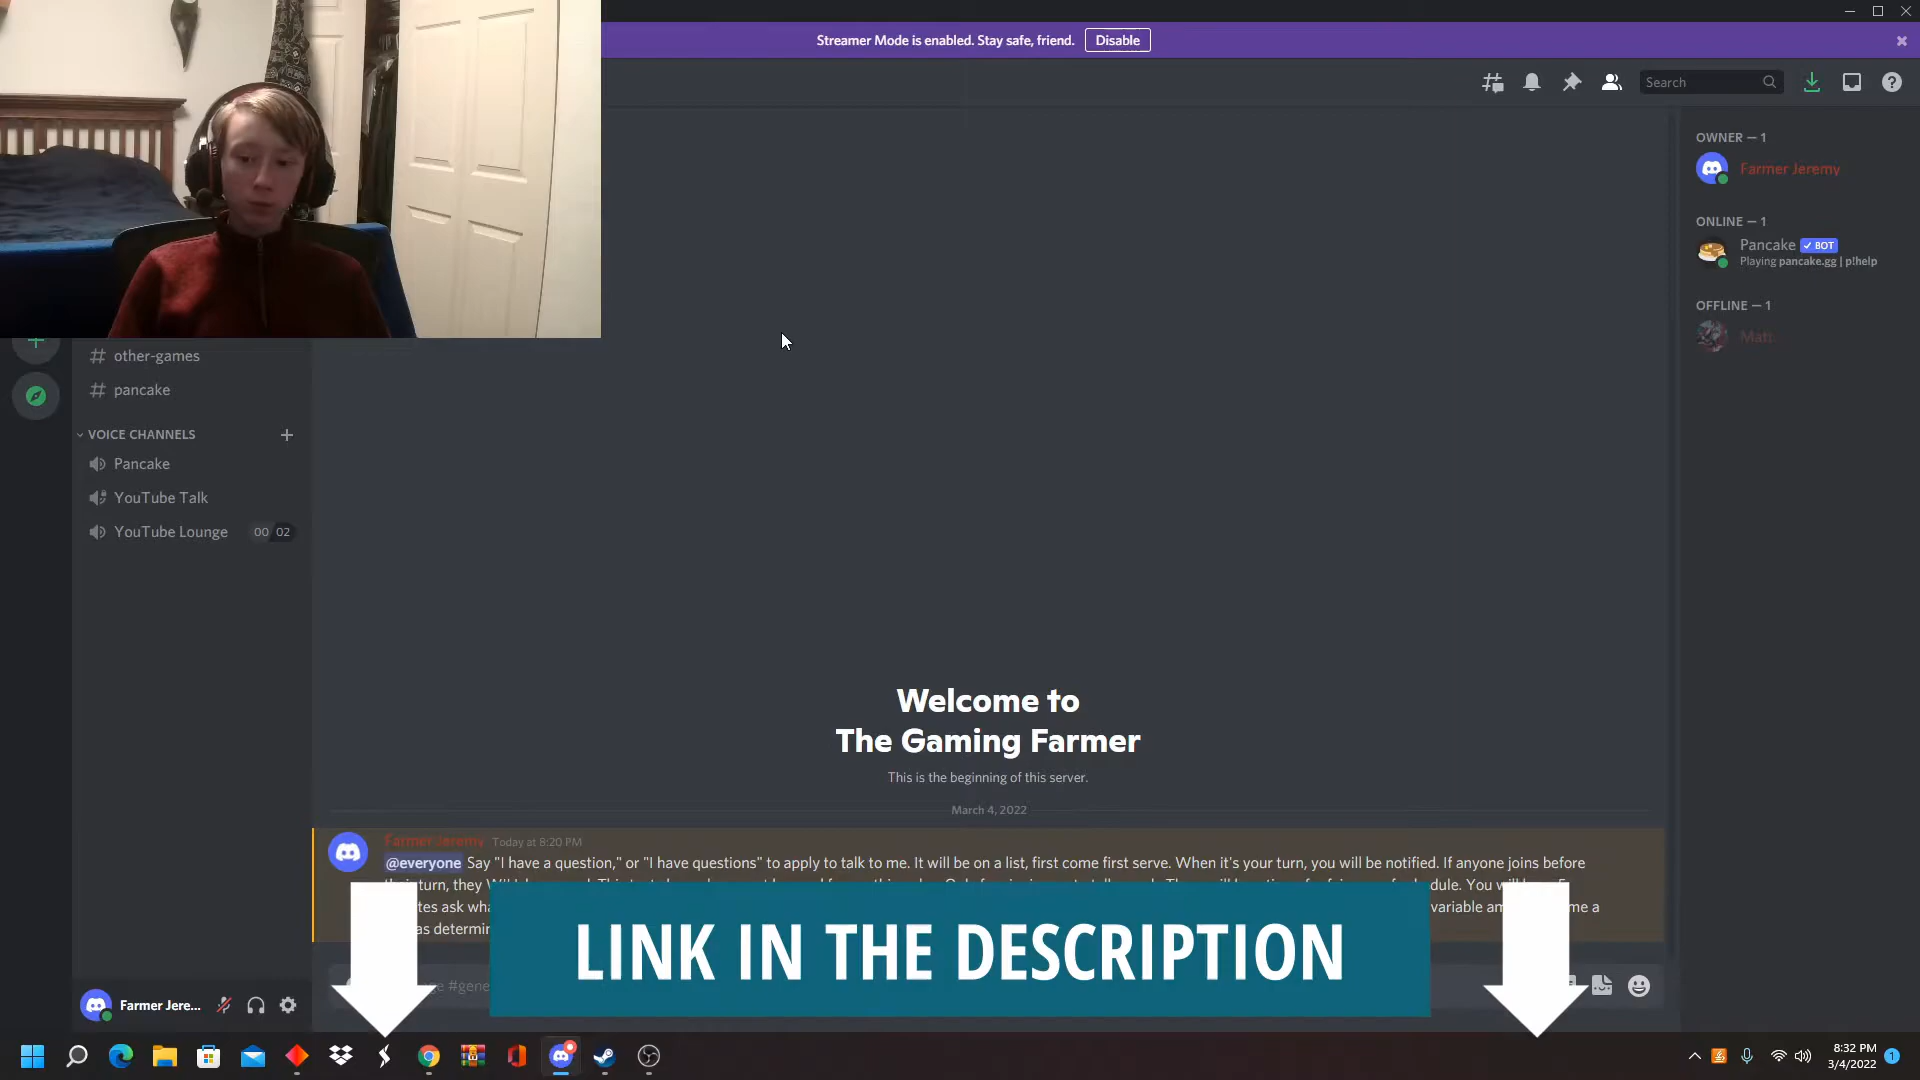 Streamer Mode is enabled. Stay safe, friend. Disable
Search
OWNER — 1
Farmer Jeremy
ONLINE — 1
Pancake ✓ BOT
Playing pancake.gg | p!help
OFFLINE — 1
Matt
other-games
pancake
VOICE CHANNELS
Pancake
YouTube Talk
YouTube Lounge 00 02
Welcome to
The Gaming Farmer
This is the beginning of this server.
March 4, 2022
Farmer Jeremy Today at 8:20 PM
@everyone Say "I have a question," or "I have questions" to apply to talk to me. It will be on a list, first come first serve. When it's your turn, you will be notified. If anyone joins before
turn, they
You
ask
variable me a
as
LINK IN THE DESCRIPTION
Farmer Jere...
8:32 PM
3/4/2022
1